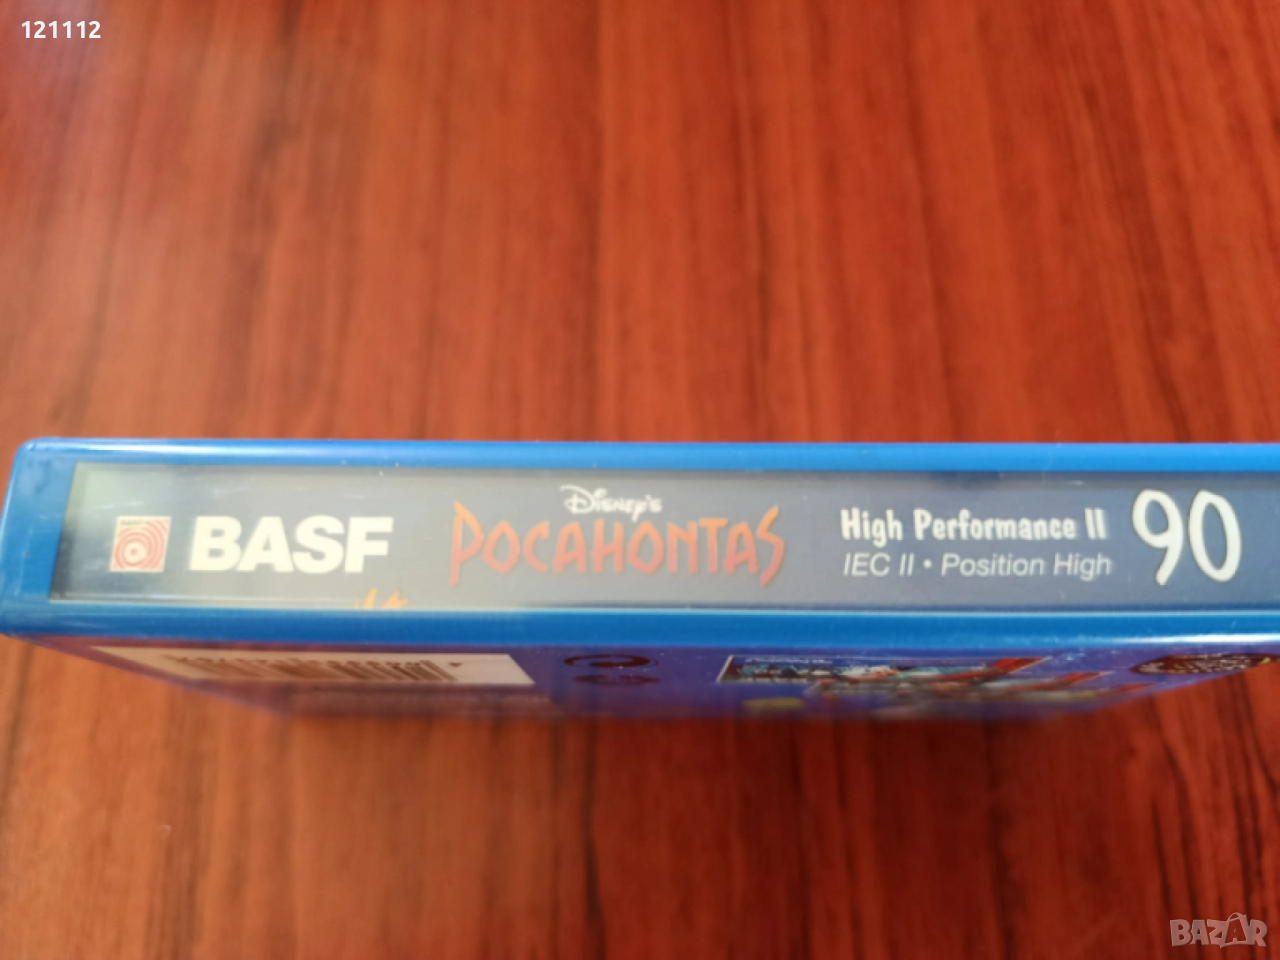 121112
BASF
Disney's
POCAHONTAS
High Performance II
IEC II • Position High
90
BAZAR